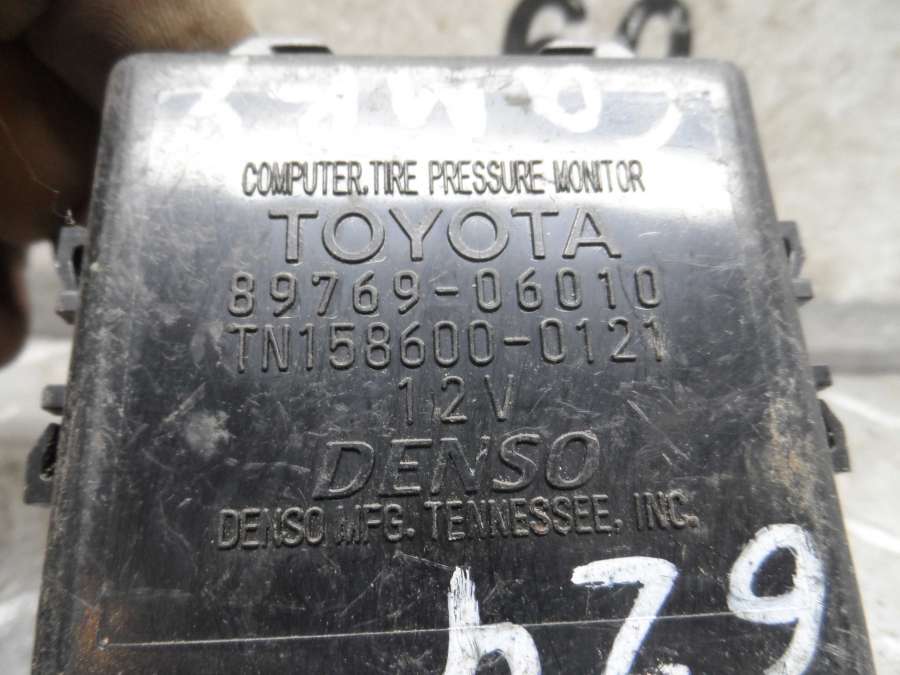 COMPUTER.TIRE PRESSURE MONITOR
TOYOTA
89769-06010
TN158600-0121
12V
DENSO
DENSO MFG. TENNESSEE, INC.